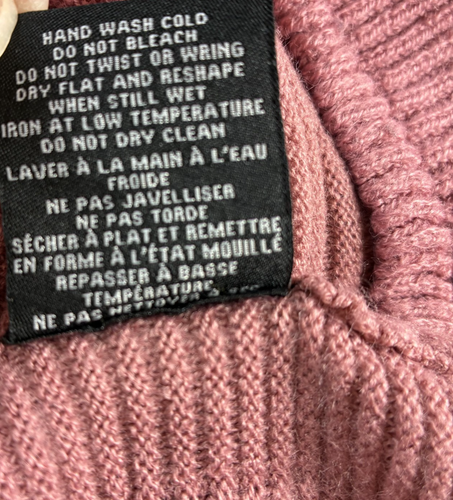 HAND WASH COLD
DO NOT BLEACH
DO NOT TWIST OR WRING
DRY FLAT AND RESHAPE
WHEN STILL WET
IRON AT LOW TEMPERATURE
DO NOT DRY CLEAN
LAVER À LA MAIN À L'EAU
FROIDE
NE PAS JAVELLISER
NE PAS TORDE
SÉCHER À PLAT ET REMETTRE
EN FORME À L'ÉTAT MOUILLÉ
REPASSER À BASSE
TEMPÉRATURE
NE PAS NETTOYER À SEC